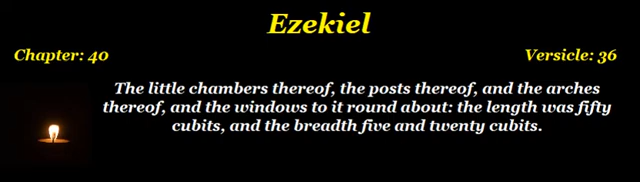 Ezekiel
Chapter: 40
Versicle: 36
The little chambers thereof, the posts thereof, and the arches
thereof, and the windows to it round about: the length was fifty
cubits, and the breadth five and twenty cubits.